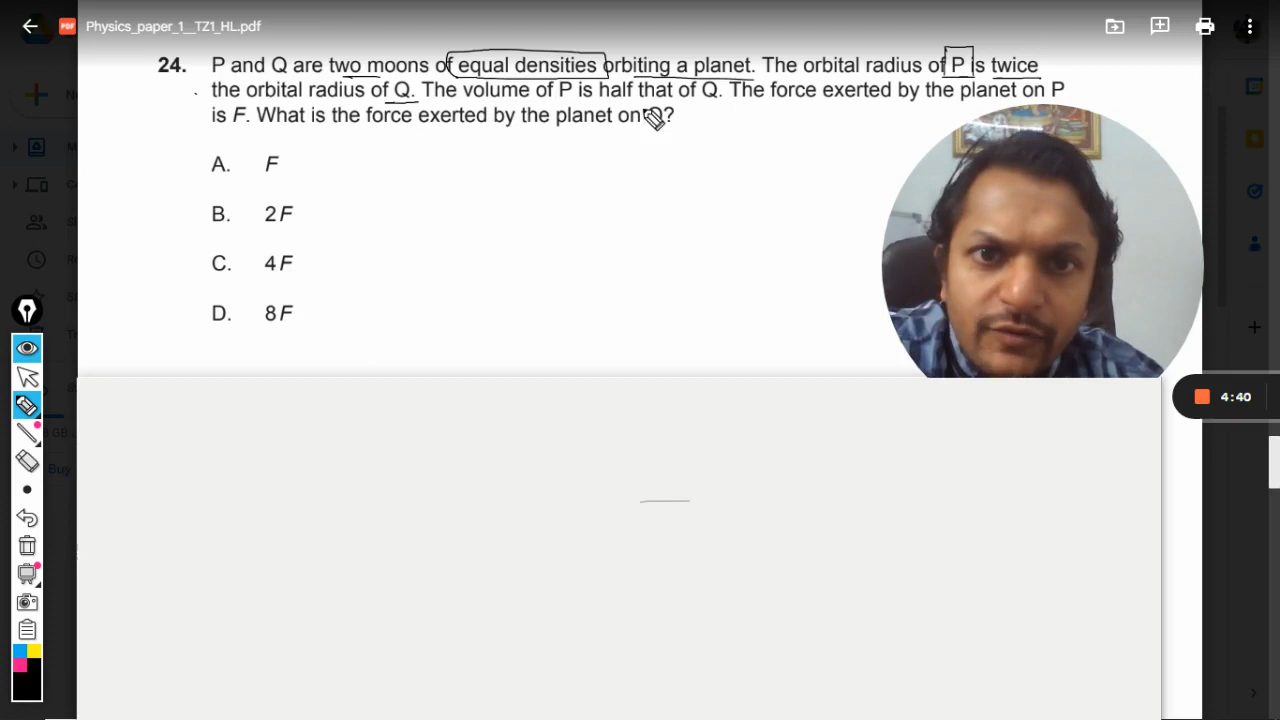 Physics_paper_1__TZ1_HL.pdf
24. P and Q are two moons of equal densities orbiting a planet. The orbital radius of P is twice
the orbital radius of Q. The volume of P is half that of Q. The force exerted by the planet on P
is F. What is the force exerted by the planet on ?
A. F
B. 2F
C. 4F
D. 8F
4:40
Buy